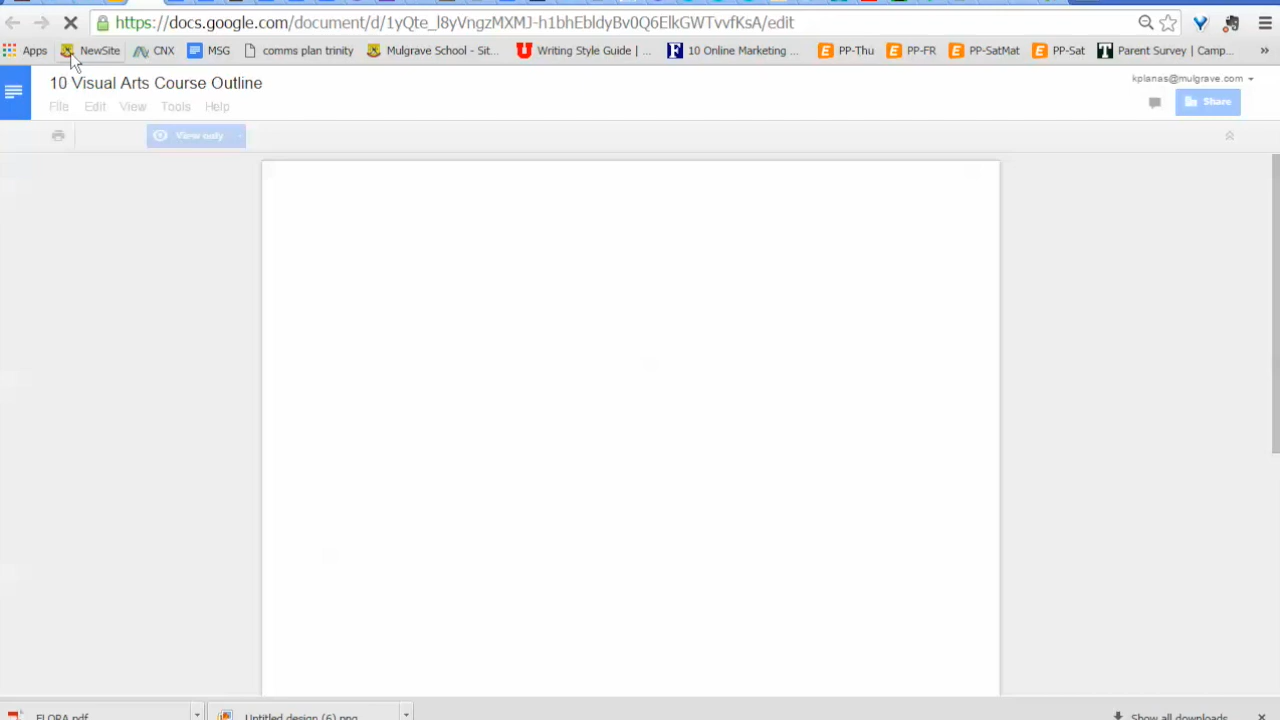 https://docs.google.com/document/d/1yQte_l8yVngzMXMJ-h1bhEbldyBv0Q6ElkGWTvvfKsA/edit
Apps NewSite CNX MSG comms plan trinity Mulgrave School - Sit... Writing Style Guide | ... 10 Online Marketing ... PP-Thu PP-FR PP-SatMat PP-Sat Parent Survey | Camp... »
10 Visual Arts Course Outline
kplanas@mulgrave.com
File Edit View Tools Help
Share
View only
FLORA.pdf Untitled design (6).png Show all downloads...